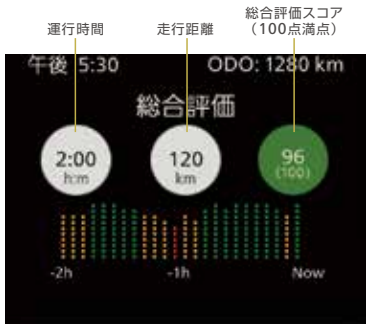 運行時間
走行距離
総合評価スコア
（100点満点）
午後 5:30
ODO: 1280 km
総合評価
2:00
h:m
120
km
96
(100)
-2h
-1h
Now